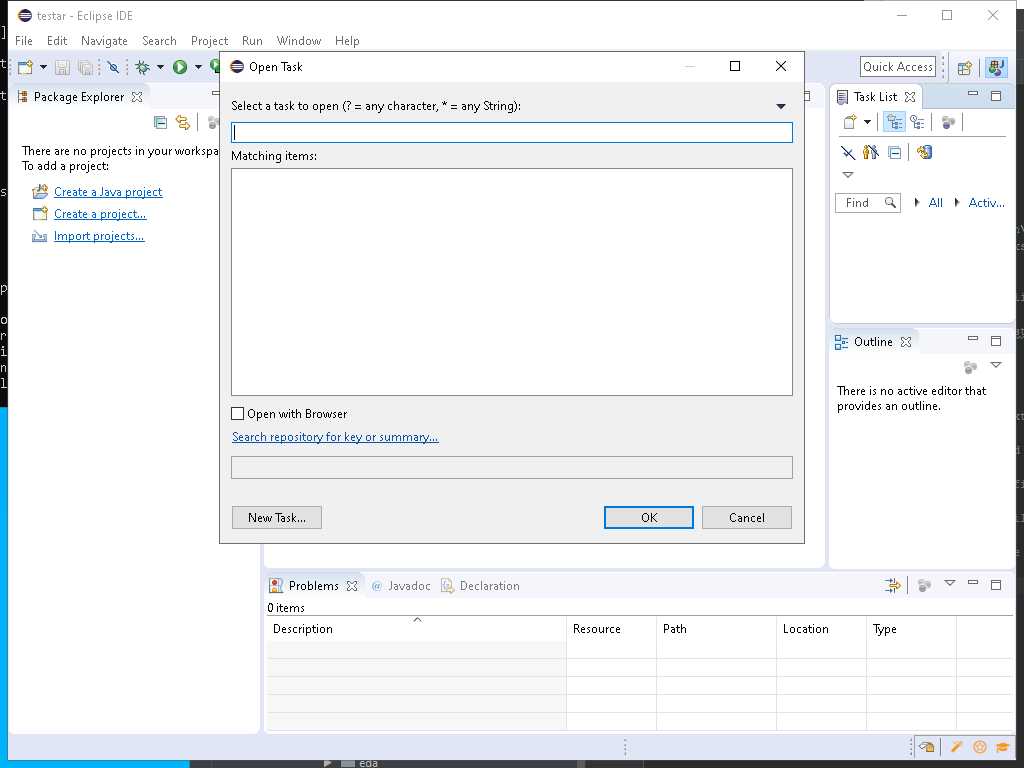 testar - Eclipse IDE
File Edit Navigate Search Project Run Window Help
Quick Access
Package Explorer
There are no projects in your workspa
To add a project:
Create a Java project
Create a project...
Import projects...
Open Task
Select a task to open (? = any character, * = any String):
Matching items:
Open with Browser
Search repository for key or summary...
New Task...
OK
Cancel
Task List
Find
All
Activ...
Outline
There is no active editor that
provides an outline.
Problems
@ Javadoc
Declaration
0 items
Description Resource Path Location Type
eda